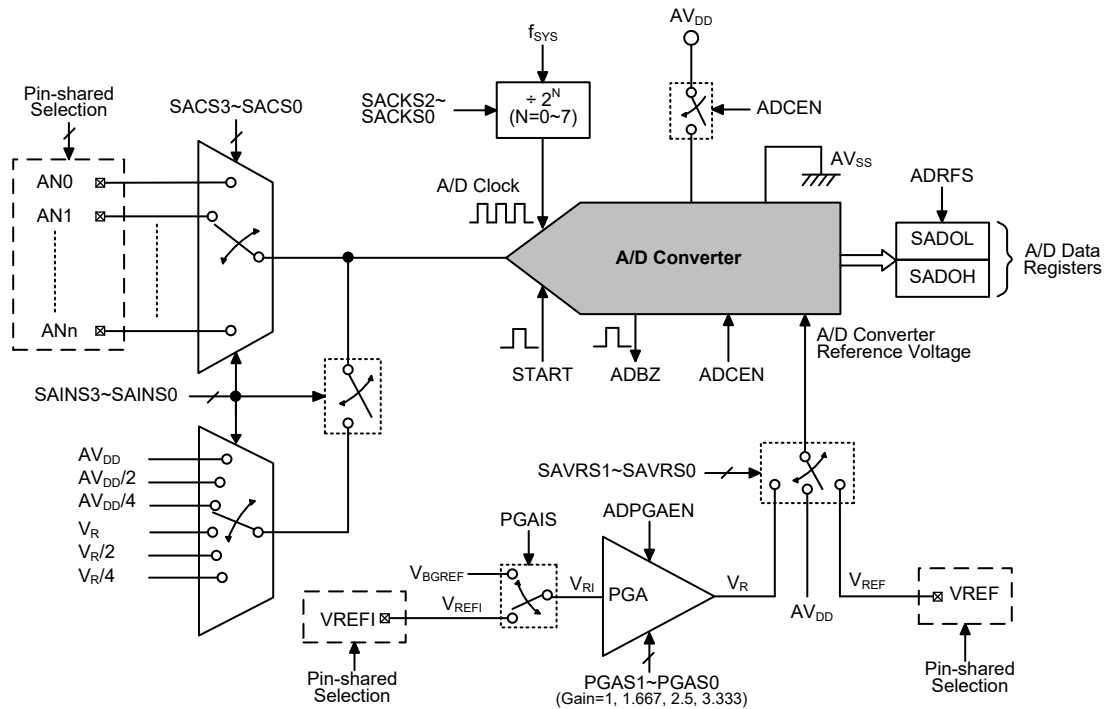 AVDD
fSYS
Pin-shared
Selection
SACS3~SACS0
SACKS2~
SACKS0
÷ 2^N
(N=0~7)
ADCEN
AN0
AN1
ANn
A/D Clock
AVSS
ADRFS
A/D Converter
SADOL
SADOH
A/D Data
Registers
START
ADBZ
ADCEN
A/D Converter
Reference Voltage
SAINS3~SAINS0
AVDD
AVDD/2
AVDD/4
VR
VR/2
VR/4
SAVRS1~SAVRS0
PGAIS
ADPGAEN
VBGREF
VREFI
VRI
PGA
VR
AVDD
VREF
VREF
VREFI
Pin-shared
Selection
PGAS1~PGAS0
(Gain=1, 1.667, 2.5, 3.333)
Pin-shared
Selection